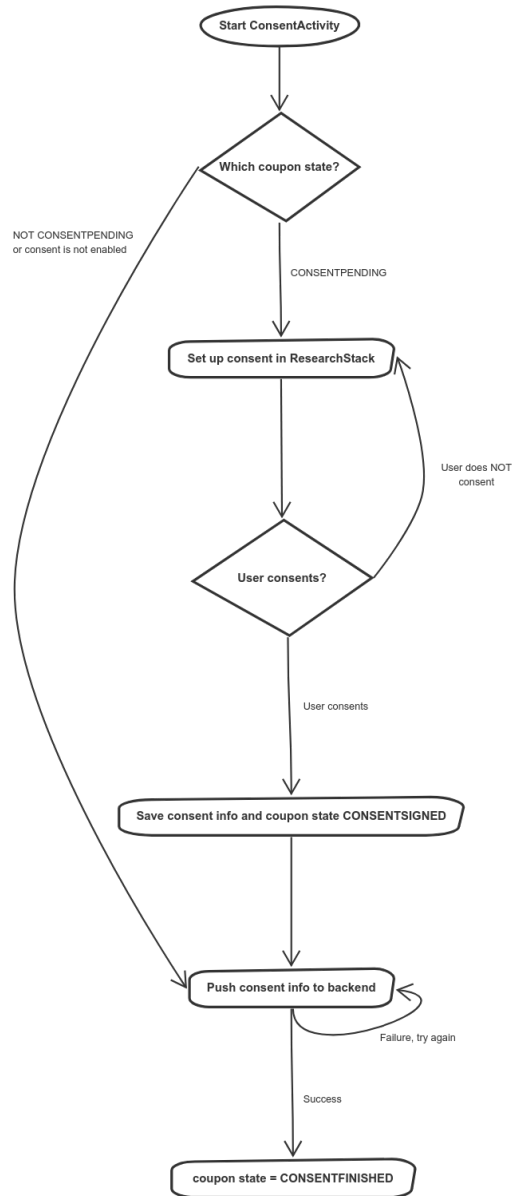 Start ConsentActivity
Which coupon state?
NOT CONSENTPENDING
or consent is not enabled
CONSENTPENDING
Set up consent in ResearchStack
User does NOT
consent
User consents?
User consents
Save consent info and coupon state CONSENTSIGNED
Push consent info to backend
Failure, try again
Success
coupon state = CONSENTFINISHED